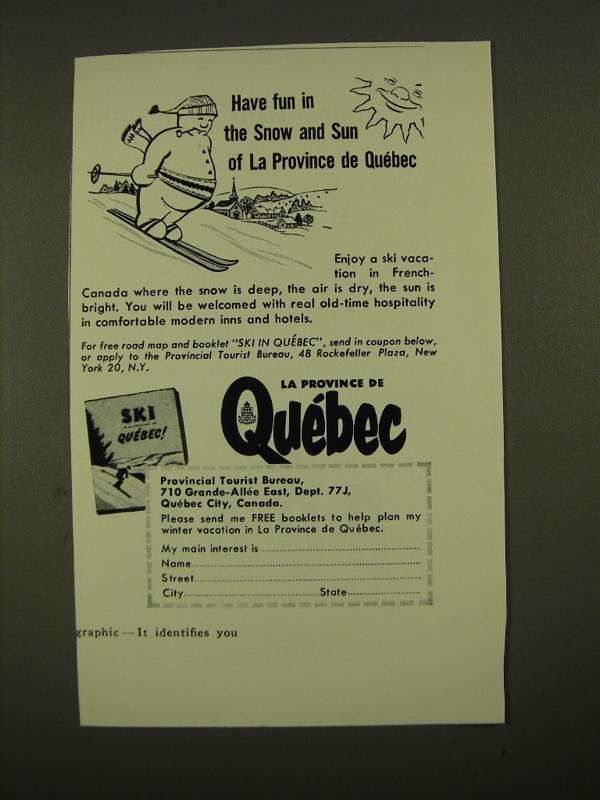 Have fun in
the Snow and Sun
of La Province de Québec
Enjoy a ski vaca-
tion in French-
Canada where the snow is deep, the air is dry, the sun is
bright. You will be welcomed with real old-time hospitality
in comfortable modern inns and hotels.
For free road map and booklet "SKI IN QUÉBEC", send in coupon below,
or apply to the Provincial Tourist Bureau, 48 Rockefeller Plaza, New
York 20, N.Y.
SKI
QUÉBEC!
LA PROVINCE DE
Québec
Provincial Tourist Bureau,
710 Grande-Allée East, Dept. 77J,
Québec City, Canada.
Please send me FREE booklets to help plan my
winter vacation in La Province de Québec.
My main interest is
Name
Street
City State
graphic—It identifies you